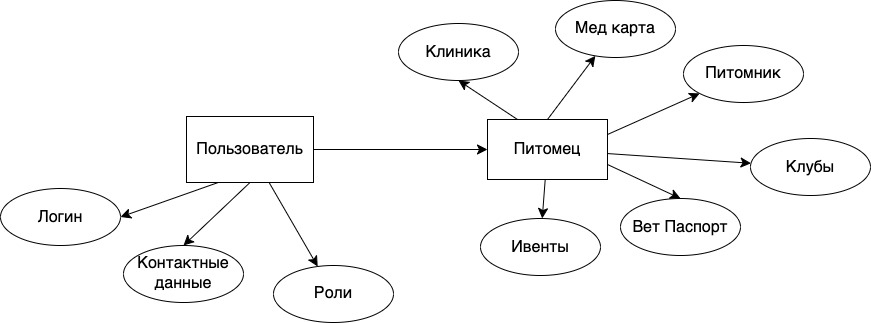 Мед карта
Клиника
Питомник
Пользователь
Питомец
Клубы
Логин
Вет Паспорт
Ивенты
Контактные
данные
Роли